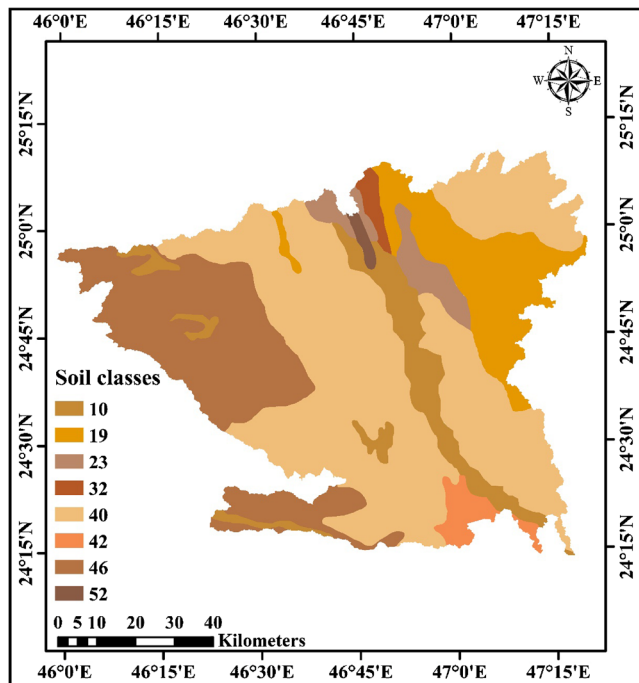 46°0'E 46°15'E 46°30'E 46°45'E 47°0'E 47°15'E
N
W E
S
25°15'N 25°15'N
25°0'N 25°0'N
24°45'N 24°45'N
Soil classes
10
19
24°30'N 24°30'N
23
32
40
42
24°15'N 24°15'N
46
52
0 5 10 20 30 40
Kilometers
46°0'E 46°15'E 46°30'E 46°45'E 47°0'E 47°15'E